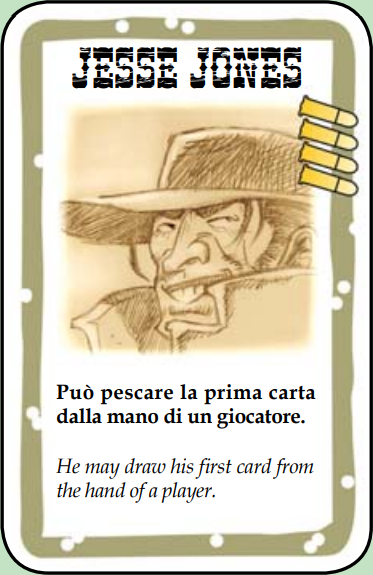 JESSE JONES
Può pescare la prima carta
dalla mano di un giocatore.
He may draw his first card from
the hand of a player.